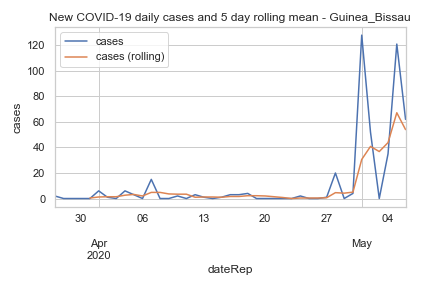 New COVID-19 daily cases and 5 day rolling mean - Guinea_Bissau
cases
cases (rolling)
120
100
80
60
40
20
0
cases
30 06 13 20 27 04
Apr May
2020
dateRep